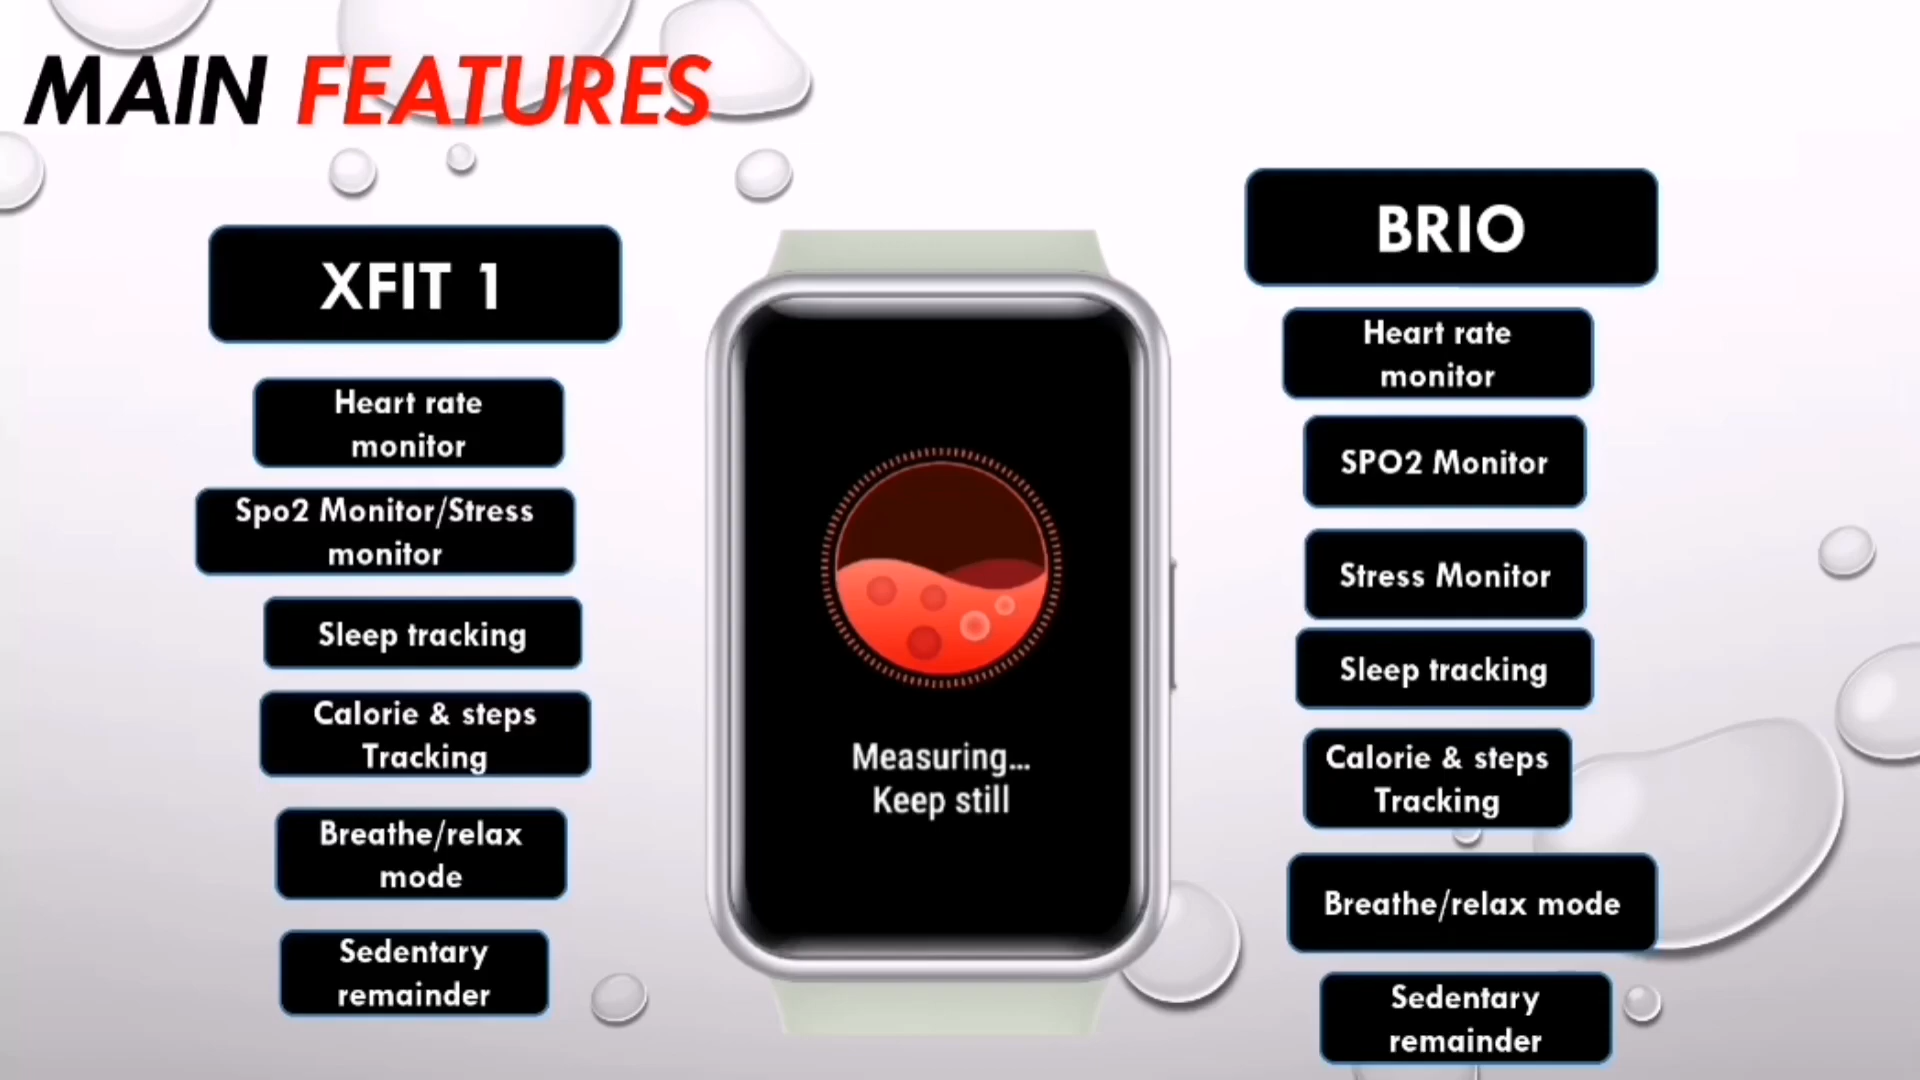 MAIN FEATURES
XFIT 1
Heart rate
monitor
Spo2 Monitor/Stress
monitor
Sleep tracking
Calorie & steps
Tracking
Breathe/relax
mode
Sedentary
remainder
Measuring...
Keep still
BRIO
Heart rate
monitor
SPO2 Monitor
Stress Monitor
Sleep tracking
Calorie & steps
Tracking
Breathe/relax mode
Sedentary
remainder